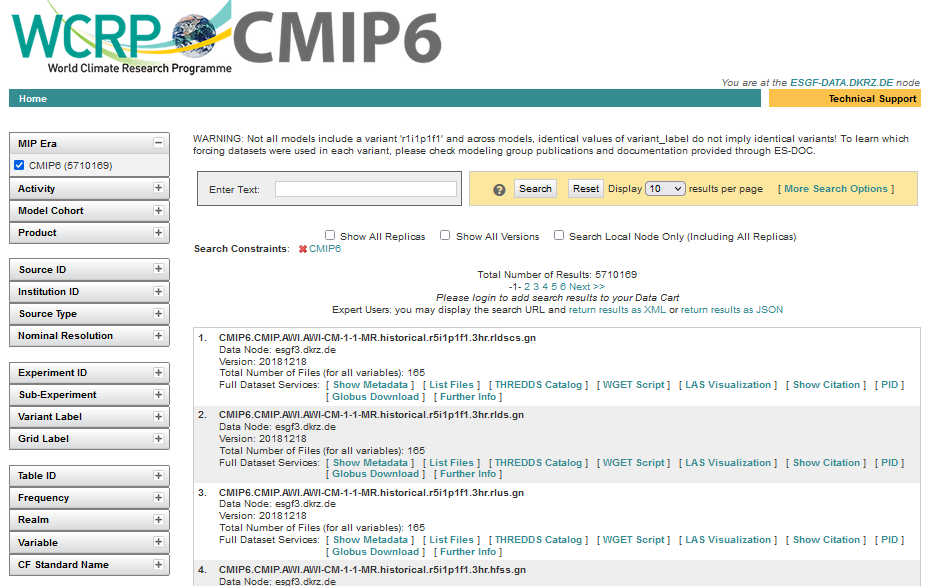 WCRP CMIP6
World Climate Research Programme
You are at the ESGF-DATA.DKRZ.DE node
Home
Technical Support
MIP Era
CMIP6 (5710169)
Activity
Model Cohort
Product
Source ID
Institution ID
Source Type
Nominal Resolution
Experiment ID
Sub-Experiment
Variant Label
Grid Label
Table ID
Frequency
Realm
Variable
CF Standard Name
WARNING: Not all models include a variant 'r1i1p1f1' and across models, identical values of variant_label do not imply identical variants! To learn which
forcing datasets were used in each variant, please check modeling group publications and documentation provided through ES-DOC.
Enter Text:
? Search Reset Display 10 results per page [ More Search Options ]
Show All Replicas Show All Versions Search Local Node Only (Including All Replicas)
Search Constraints: CMIP6
Total Number of Results: 5710169
-1- 2 3 4 5 6 Next >>
Please login to add search results to your Data Cart
Expert Users: you may display the search URL and return results as XML or return results as JSON
1. CMIP6.CMIP.AWI.AWI-CM-1-1-MR.historical.r5i1p1f1.3hr.rldscs.gn
Data Node: esgf3.dkrz.de
Version: 20181218
Total Number of Files (for all variables): 165
Full Dataset Services: [ Show Metadata ] [ List Files ] [ THREDDS Catalog ] [ WGET Script ] [ LAS Visualization ] [ Show Citation ] [ PID ]
[ Globus Download ] [ Further Info ]
2. CMIP6.CMIP.AWI.AWI-CM-1-1-MR.historical.r5i1p1f1.3hr.rlds.gn
Data Node: esgf3.dkrz.de
Version: 20181218
Total Number of Files (for all variables): 165
Full Dataset Services: [ Show Metadata ] [ List Files ] [ THREDDS Catalog ] [ WGET Script ] [ LAS Visualization ] [ Show Citation ] [ PID ]
[ Globus Download ] [ Further Info ]
3. CMIP6.CMIP.AWI.AWI-CM-1-1-MR.historical.r5i1p1f1.3hr.rlus.gn
Data Node: esgf3.dkrz.de
Version: 20181218
Total Number of Files (for all variables): 165
Full Dataset Services: [ Show Metadata ] [ List Files ] [ THREDDS Catalog ] [ WGET Script ] [ LAS Visualization ] [ Show Citation ] [ PID ]
[ Globus Download ] [ Further Info ]
4. CMIP6.CMIP.AWI.AWI-CM-1-1-MR.historical.r5i1p1f1.3hr.hfss.gn
Data Node: esgf3.dkrz.de